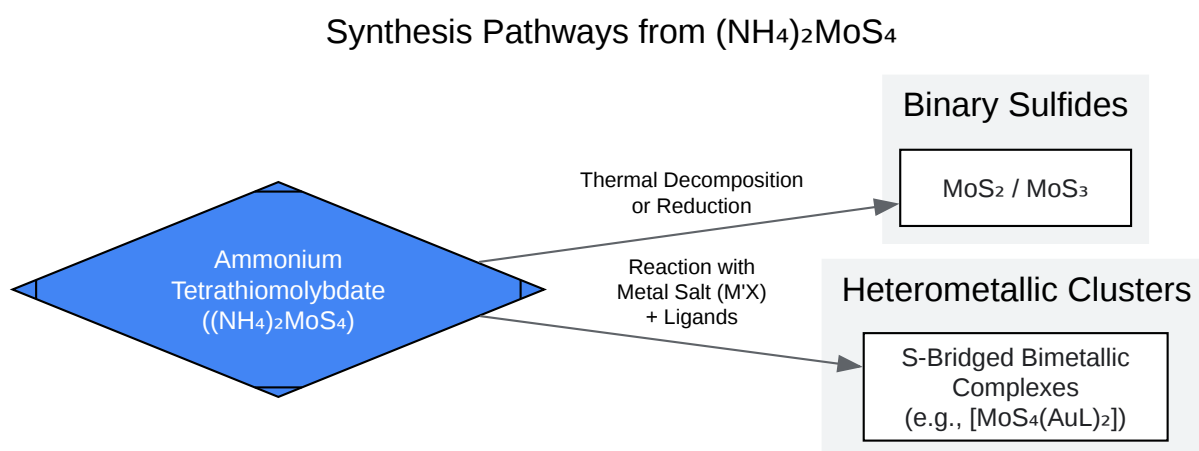 Synthesis Pathways from (NH₄)₂MoS₄
Binary Sulfides
MoS₂ / MoS₃
Thermal Decomposition
or Reduction
Ammonium
Tetrathiomolybdate
((NH₄)₂MoS₄)
Reaction with
Metal Salt (M'X)
+ Ligands
Heterometallic Clusters
S-Bridged Bimetallic
Complexes
(e.g., [MoS₄(AuL)₂])